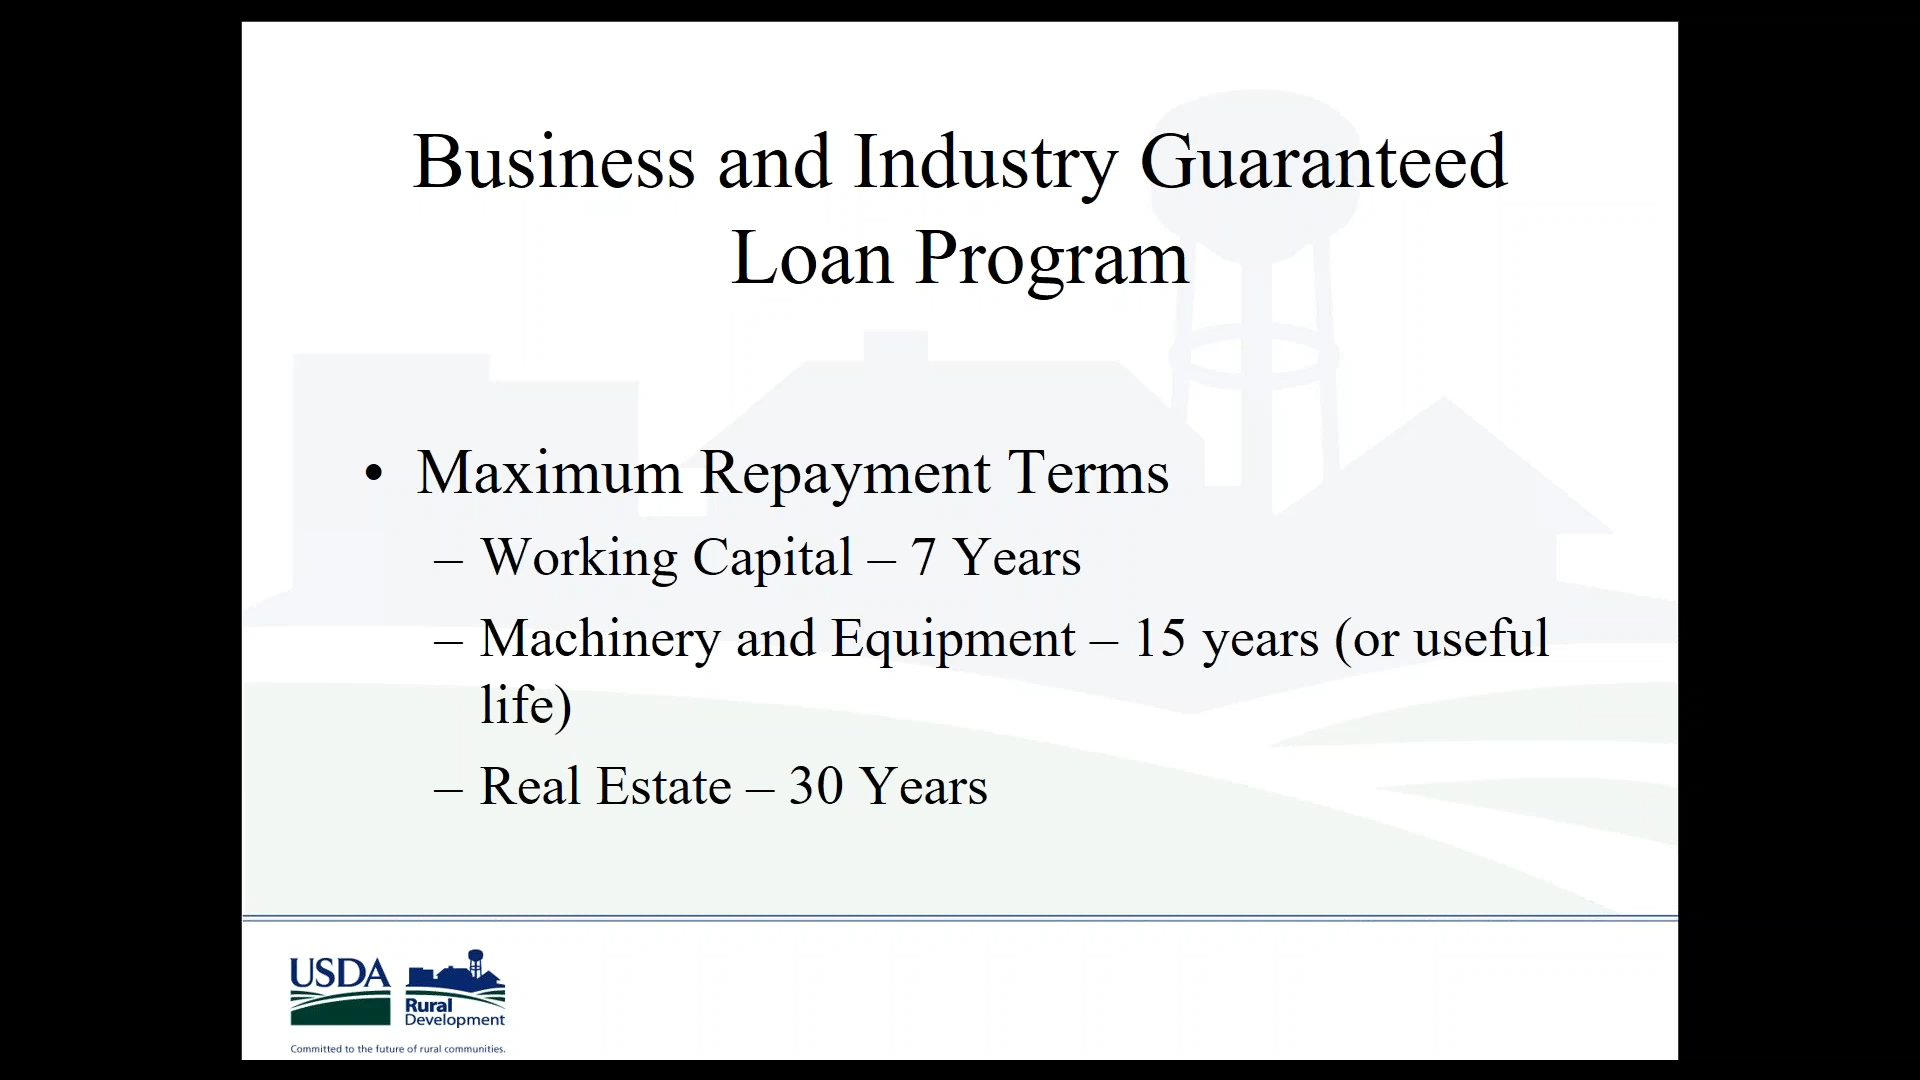 Business and Industry Guaranteed
Loan Program
• Maximum Repayment Terms
– Working Capital – 7 Years
– Machinery and Equipment – 15 years (or useful
life)
– Real Estate – 30 Years
USDA
Rural
Development
Committed to the future of rural communities.